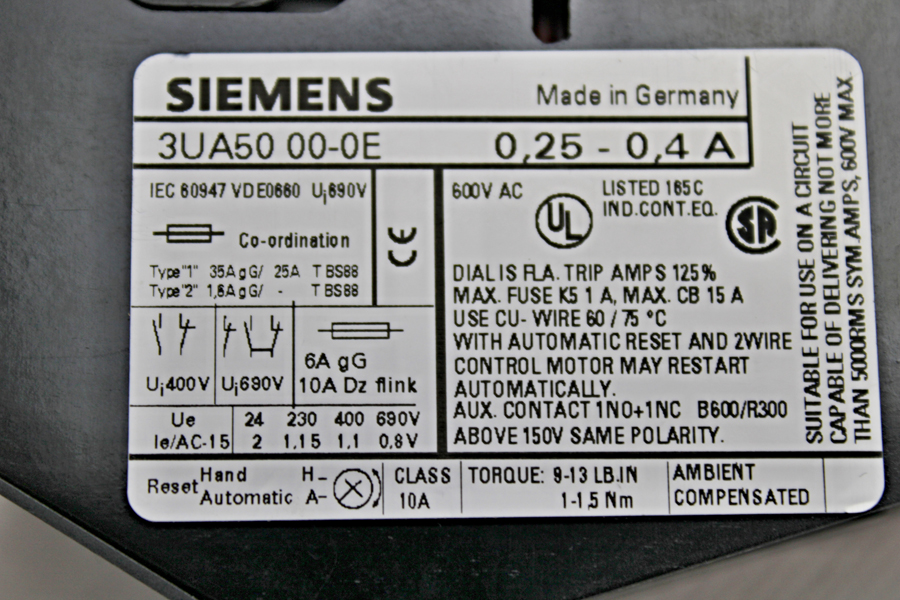 SIEMENS
Made in Germany
3UA50 00-0E
0,25 - 0,4 A
IEC 60947 VDE0660 Ui690V
Co-ordination
Type"1" 35A gG/ 25A T BS88
Type"2" 1,6A gG/ - T BS88
CE
Ui400V
Ui690V
6A gG
10A Dz flink
Ue 24 230 400 690V
Ie/AC-15 2 1,15 1,1 0,8V
600V AC
UL
LISTED 165C
IND.CONT.EQ.
SA
DIAL IS FLA. TRIP AMPS 125%
MAX. FUSE K5 1 A, MAX. CB 15 A
USE CU- WIRE 60 / 75 °C
WITH AUTOMATIC RESET AND 2WIRE
CONTROL MOTOR MAY RESTART
AUTOMATICALLY.
AUX. CONTACT 1NO+1NC B600/R300
ABOVE 150V SAME POLARITY.
SUITABLE FOR USE ON A CIRCUIT
CAPABLE OF DELIVERING NOT MORE
THAN 5000RMS SYM.AMPS, 600V MAX.
Reset Hand H-
Automatic A-
CLASS
10A
TORQUE: 9-13 LB.IN
1-1,5 Nm
AMBIENT
COMPENSATED